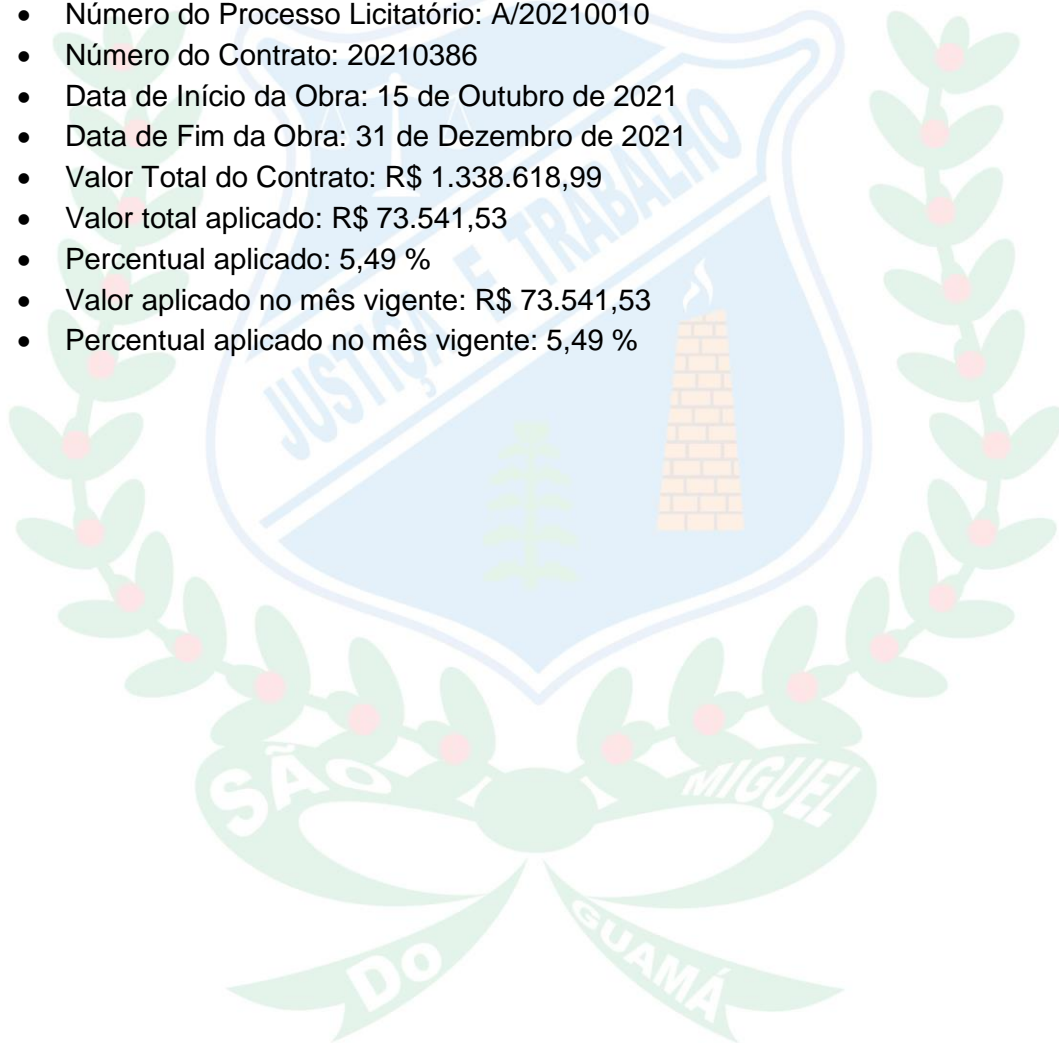 • Número do Processo Licitatório: A/20210010
• Número do Contrato: 20210386
• Data de Início da Obra: 15 de Outubro de 2021
• Data de Fim da Obra: 31 de Dezembro de 2021
• Valor Total do Contrato: R$ 1.338.618,99
• Valor total aplicado: R$ 73.541,53
• Percentual aplicado: 5,49 %
• Valor aplicado no mês vigente: R$ 73.541,53
• Percentual aplicado no mês vigente: 5,49 %
JUSTIÇA E TRABALHO
SÃO MIGUEL
DO GUAMÁ